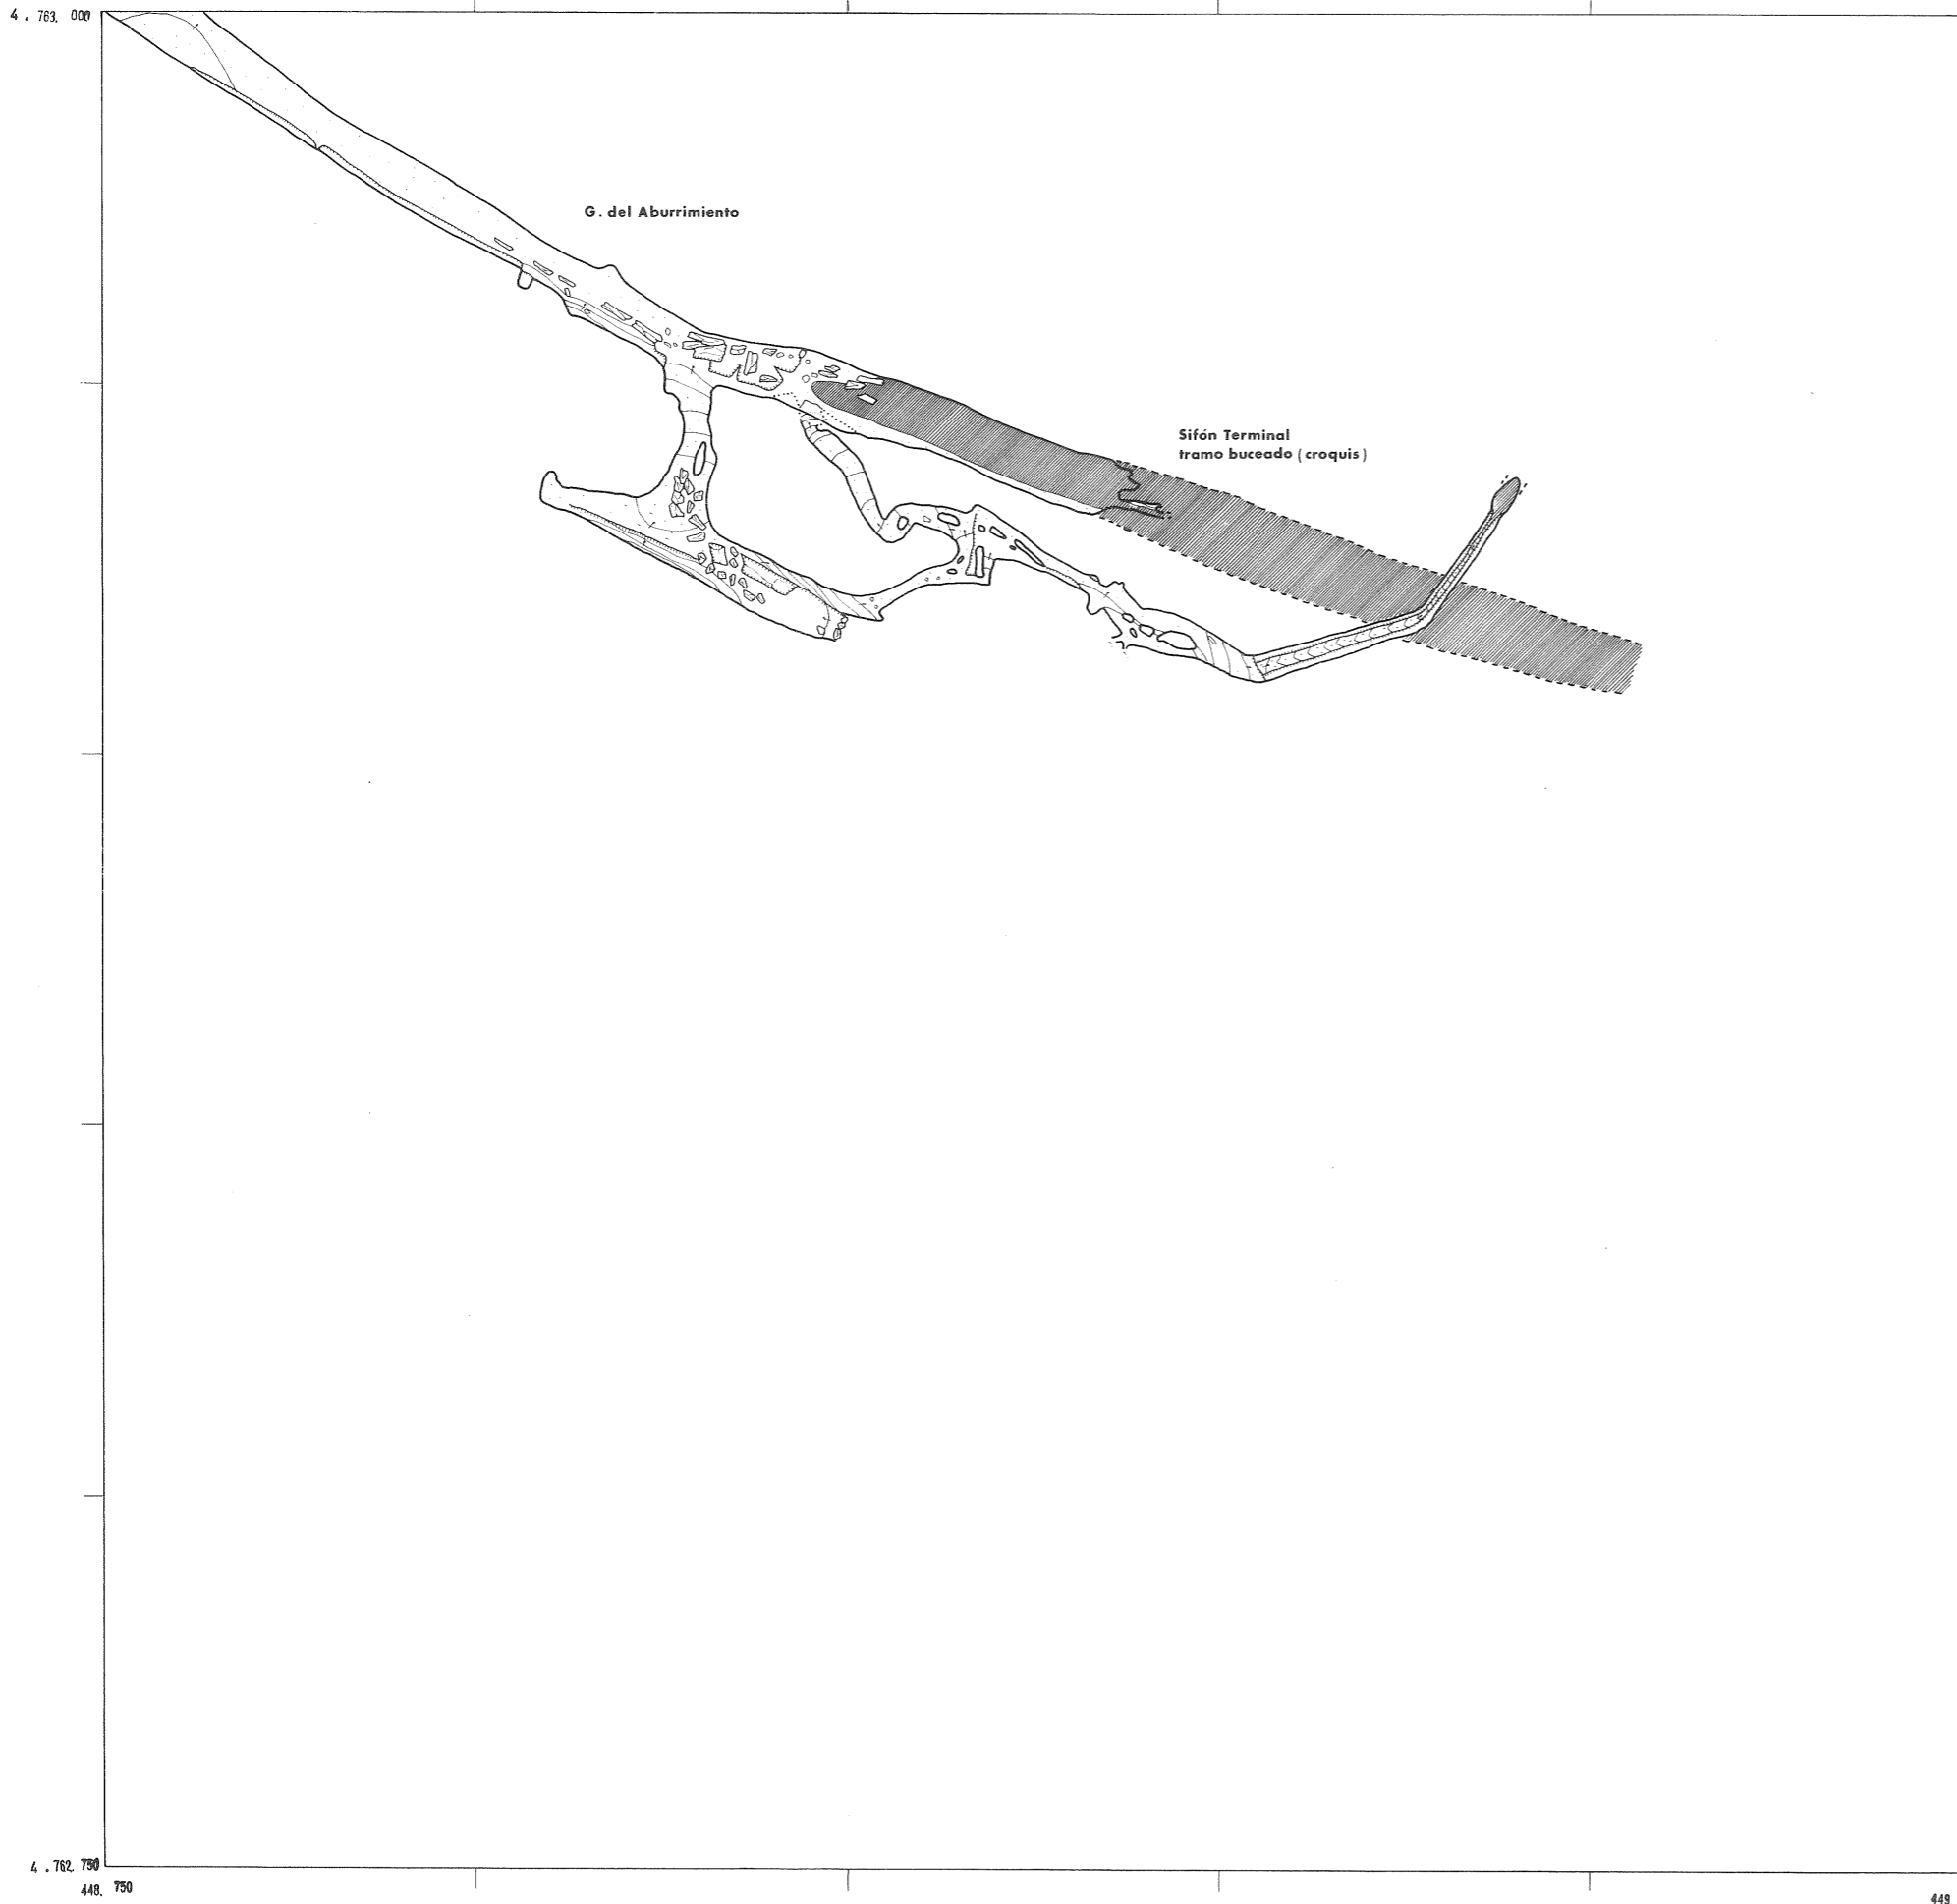 4 . 763. 000
G. del Aburrimiento
Sifón Terminal
tramo buceado ( croquis )
4 . 762. 750
448. 750
449